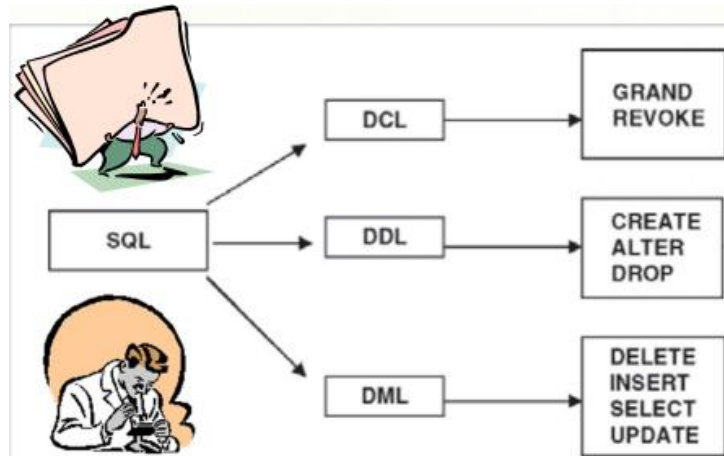 SQL
DCL
GRAND
REVOKE
DDL
CREATE
ALTER
DROP
DML
DELETE
INSERT
SELECT
UPDATE